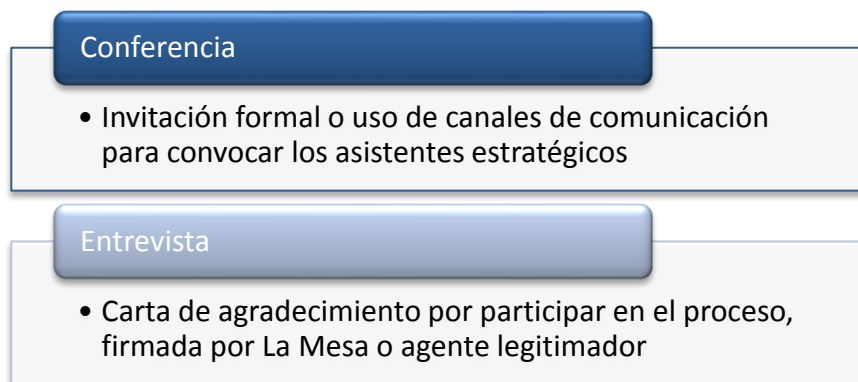 Conferencia
• Invitación formal o uso de canales de comunicación
para convocar los asistentes estratégicos
Entrevista
• Carta de agradecimiento por participar en el proceso,
firmada por La Mesa o agente legitimador